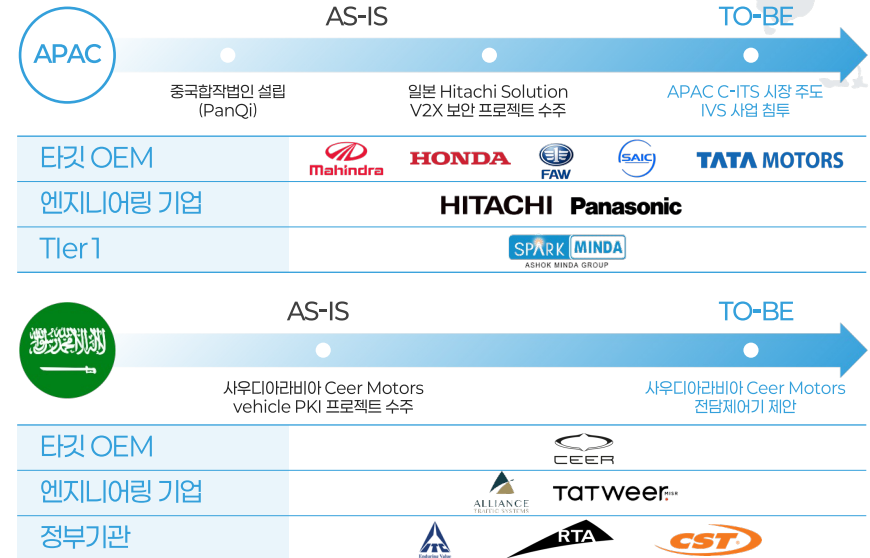 AS-IS
TO-BE
APAC
중국합작법인 설립
(PanQi)
일본 Hitachi Solution
V2X 보안 프로젝트 수주
APAC C-ITS 시장 주도
IVS 사업 침투
타깃 OEM
Mahindra
HONDA
FAW
SAIC
TATA MOTORS
엔지니어링 기업
HITACHI
Panasonic
TIer1
SPARK MINDA
ASHOK MINDA GROUP
AS-IS
TO-BE
사우디아라비아 Ceer Motors
vehicle PKI 프로젝트 수주
사우디아라비아 Ceer Motors
전담제어기 제안
타깃 OEM
CEER
엔지니어링 기업
ALLIANCE
TRAFFIC SYSTEMS
TATWEER MISR
정부기관
ITC
Enduring Value
RTA
CST